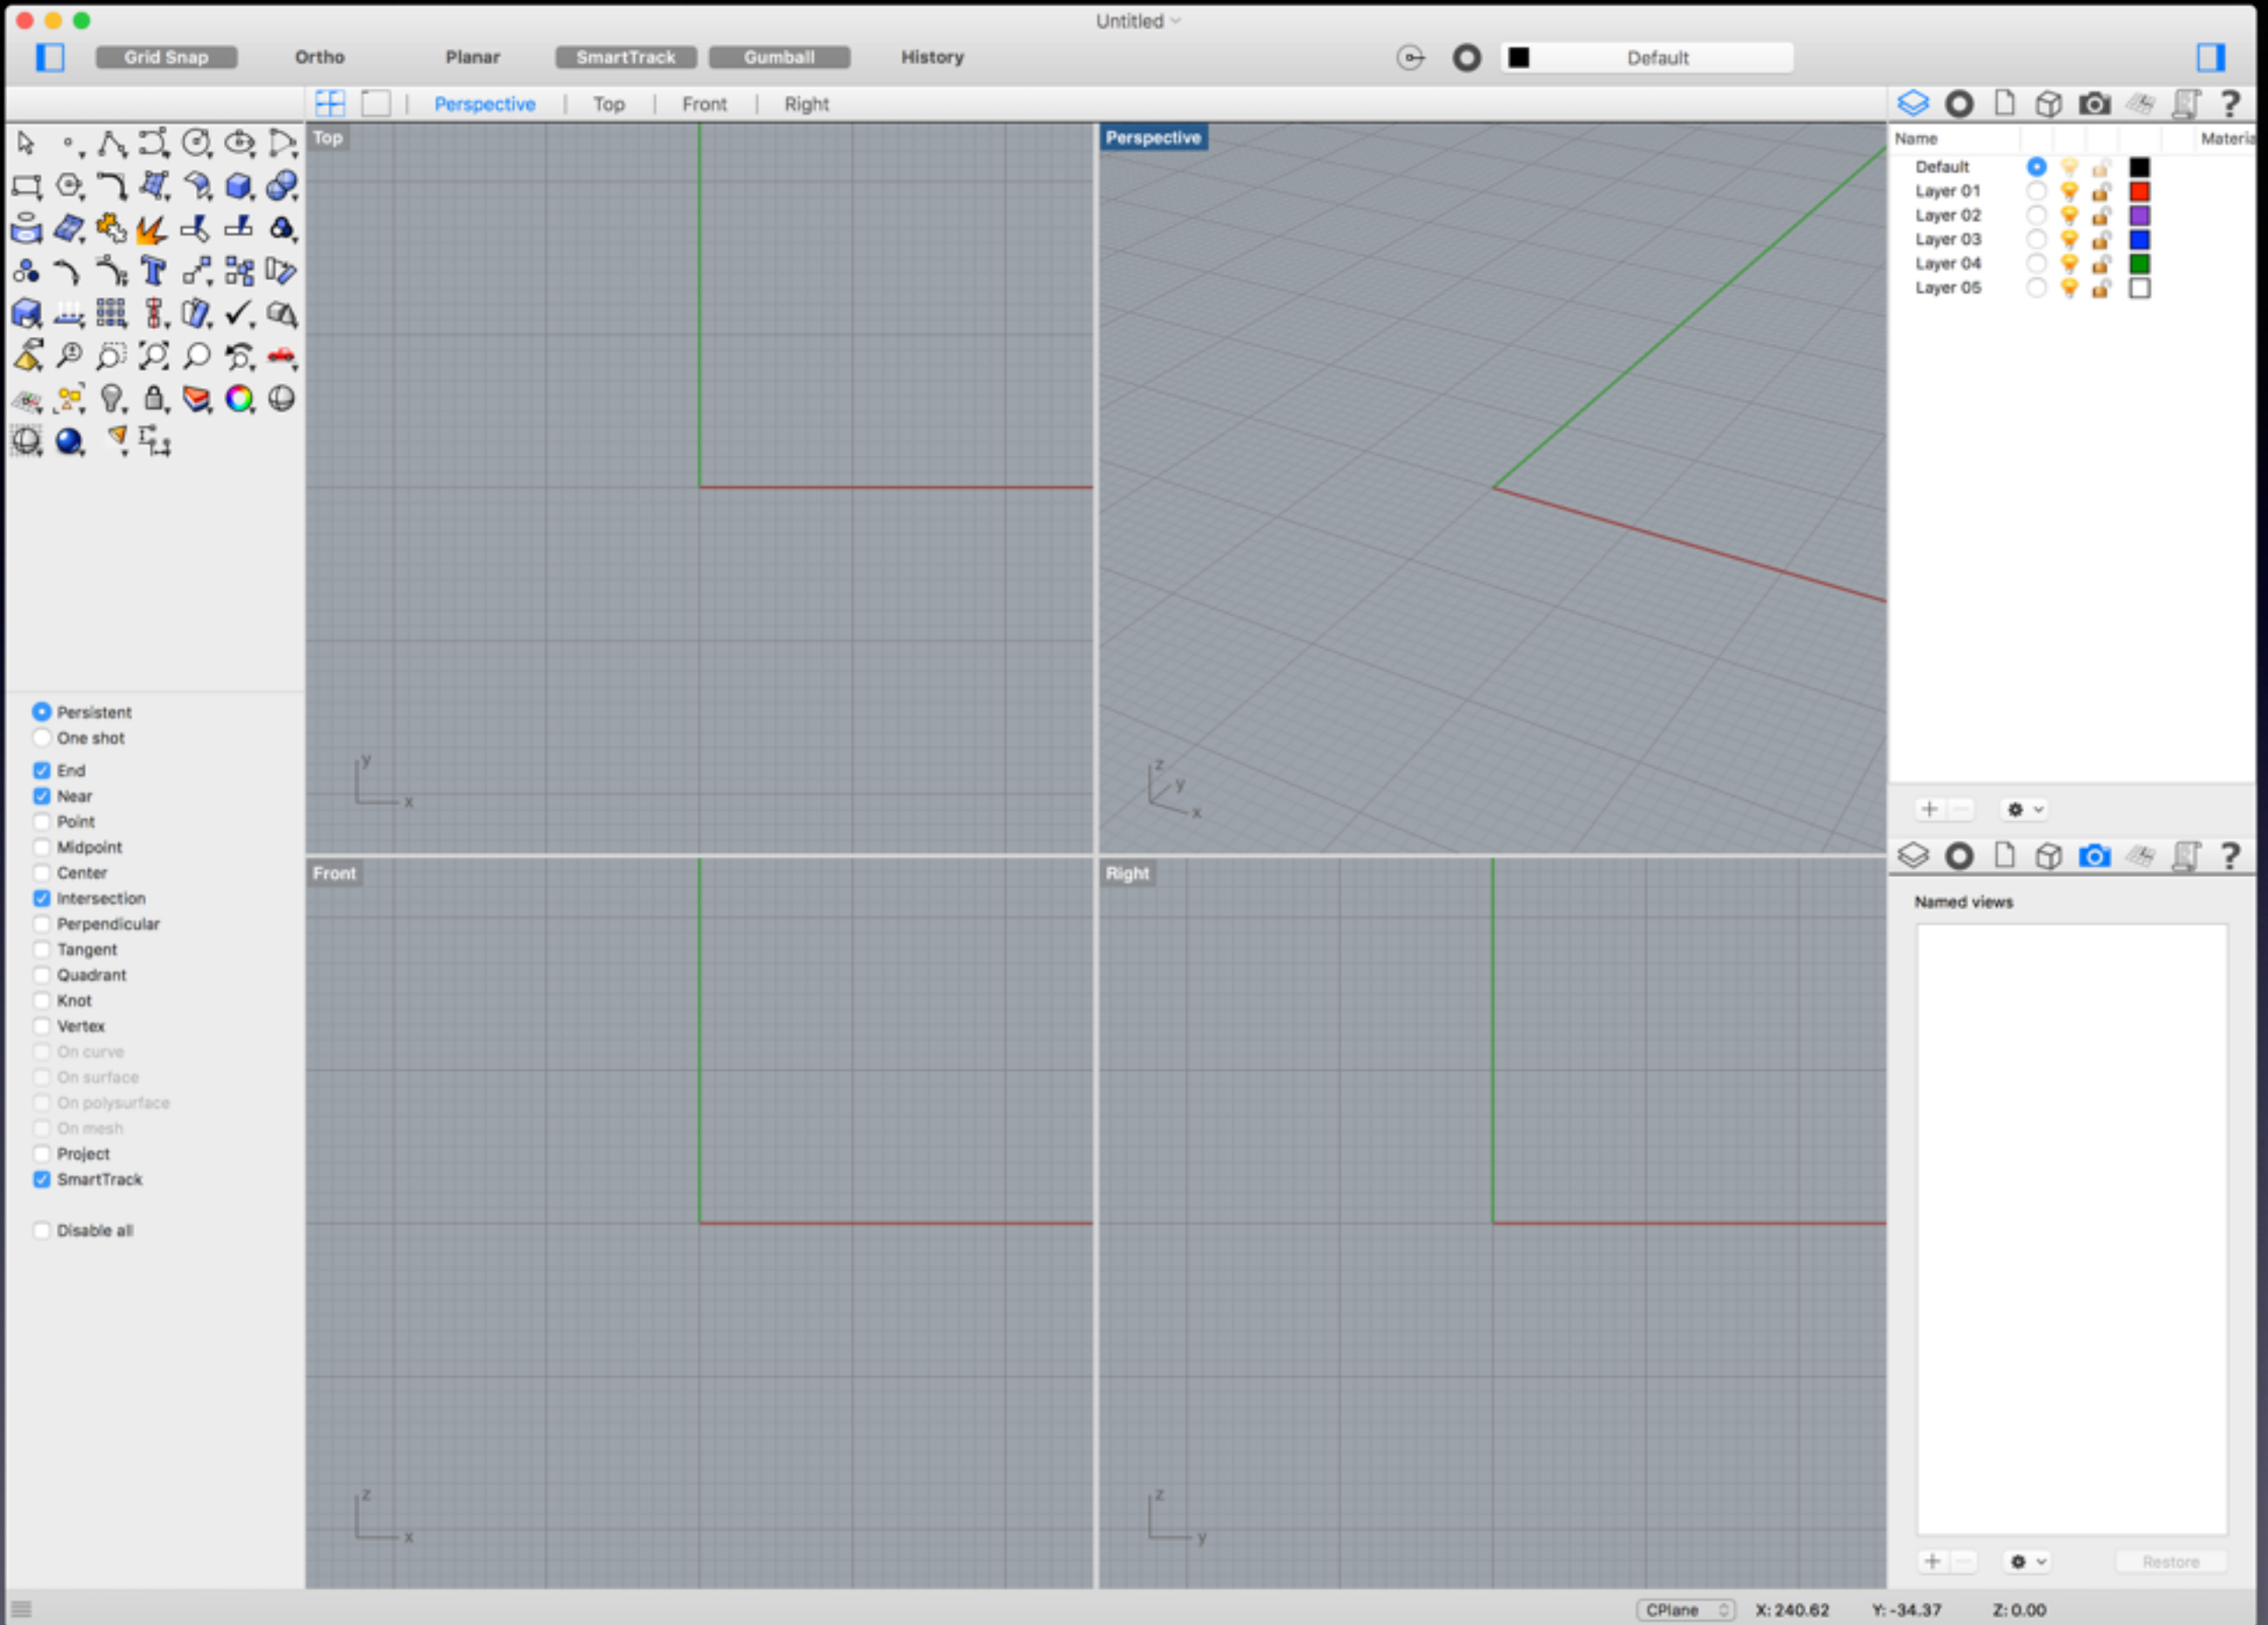 Untitled
Grid Snap Ortho Planar SmartTrack Gumball History Default
Perspective | Top | Front | Right
Top
Perspective
Name Materia
Default
Layer 01
Layer 02
Layer 03
Layer 04
Layer 05
Persistent
One shot
End
Near
Point
Midpoint
Center
Intersection
Perpendicular
Tangent
Quadrant
Knot
Vertex
On curve
On surface
On polysurface
On mesh
Project
SmartTrack
Disable all
y
x
z
y
x
Front
Right
Named views
z
x
z
y
Restore
CPlane X: 240.62 Y: -34.37 Z: 0.00